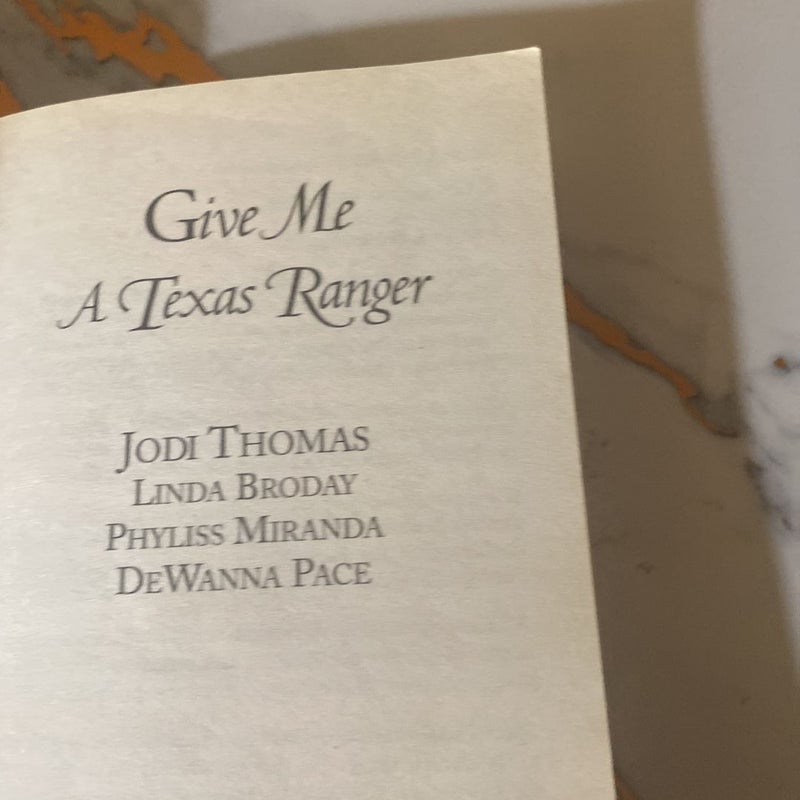 Give Me
A Texas Ranger
JODI THOMAS
LINDA BRODAY
PHYLISS MIRANDA
DEWANNA PACE